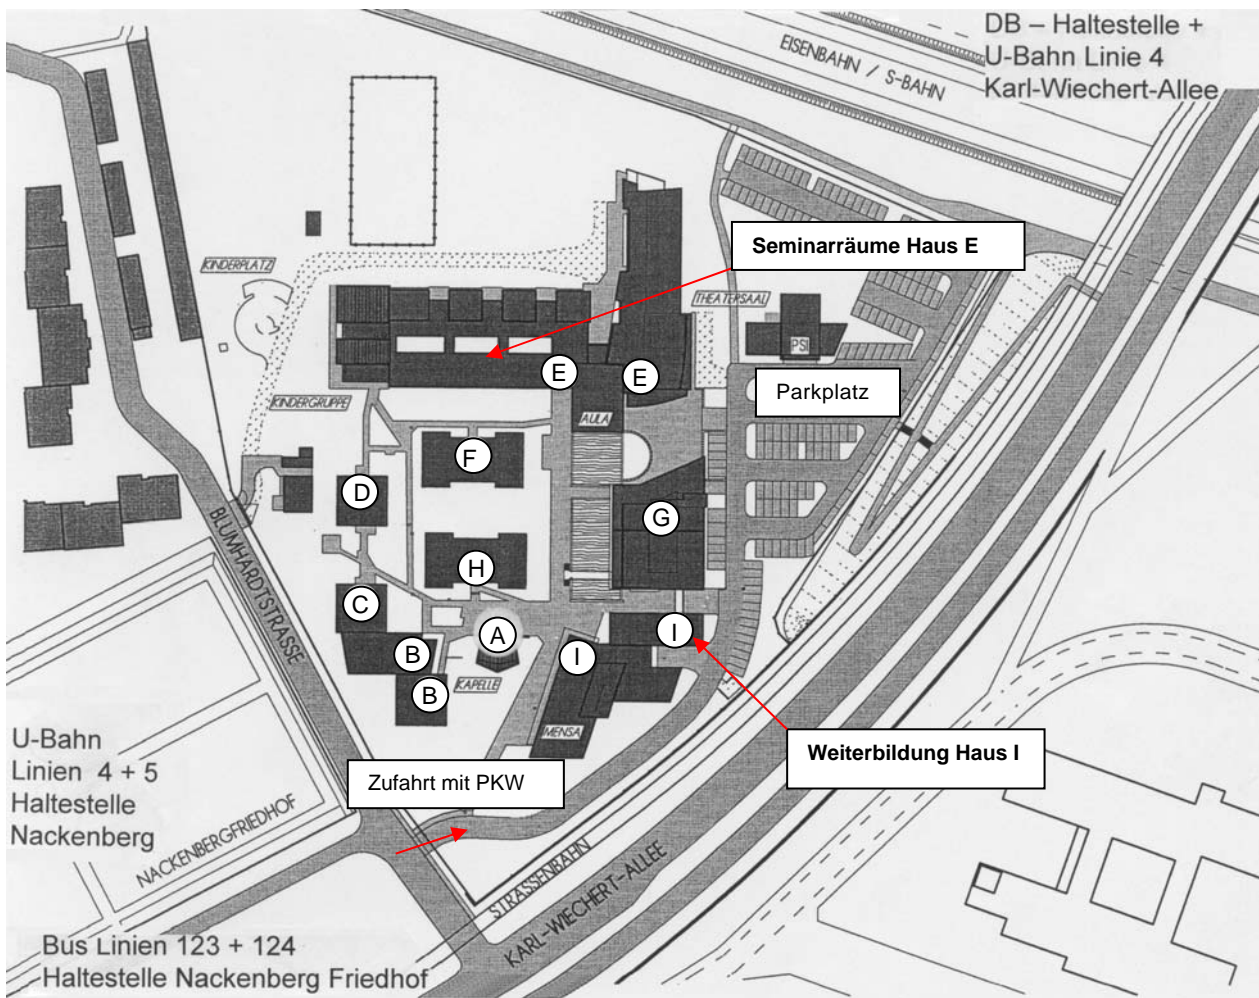 DB – Haltestelle +
U-Bahn Linie 4
Karl-Wiechert-Allee
EISENBAHN / S-BAHN
Seminarräume Haus E
KINDERPLATZ
THEATERSAAL
PSI
E
E
Parkplatz
KINDERGRUPPE
AULA
F
D
G
BLUMHARDTSTRASSE
H
C
A
I
I
B
B
KAPELLE
MENSA
Weiterbildung Haus I
U-Bahn
Linien 4 + 5
Haltestelle
Nackenberg
Zufahrt mit PKW
NACKENBERGFRIEDHOF
STRASSENBAHN
KARL-WIECHERT-ALLEE
Bus Linien 123 + 124
Haltestelle Nackenberg Friedhof